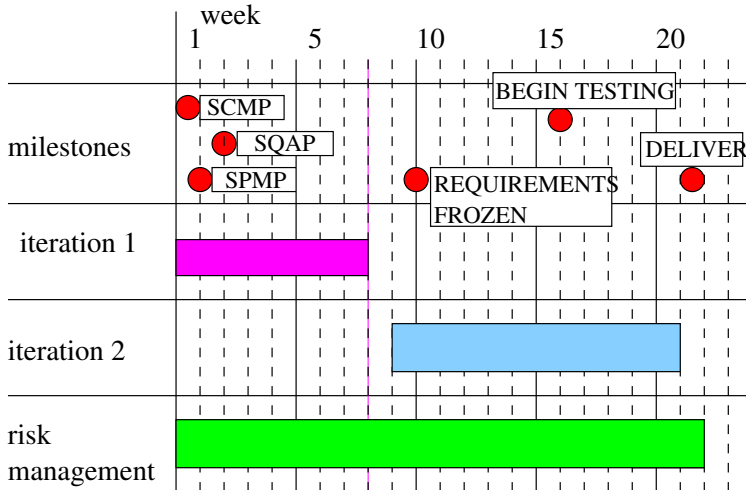 week
1 5 10 15 20
BEGIN TESTING
SCMP
milestones
SQAP
DELIVER
SPMP
REQUIREMENTS
FROZEN
iteration 1
iteration 2
risk
management